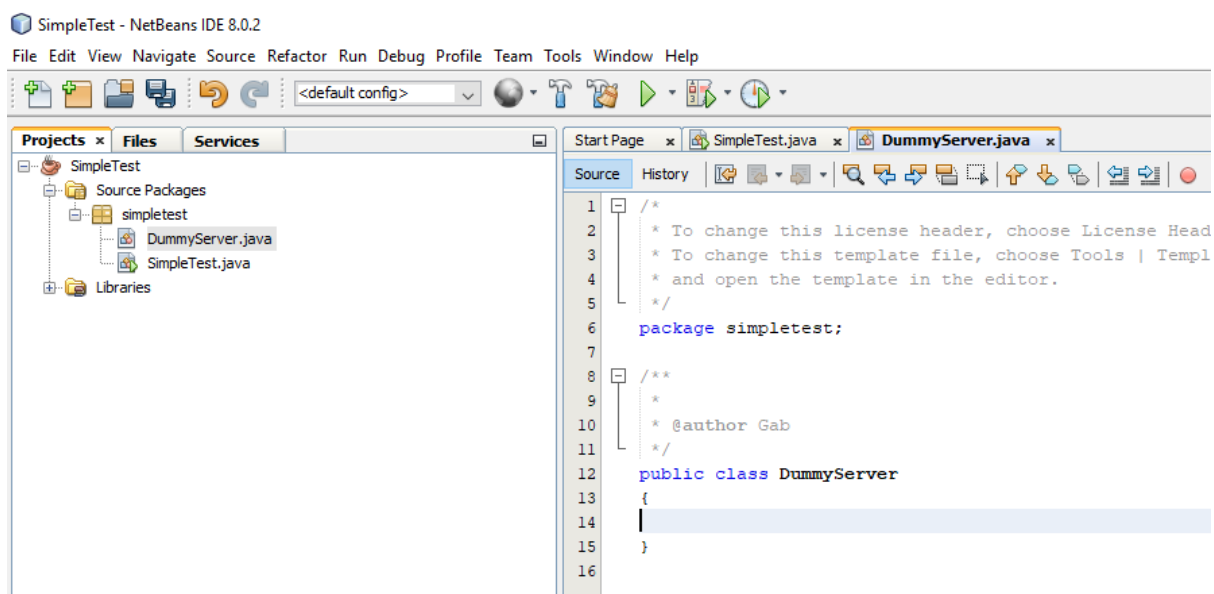 SimpleTest - NetBeans IDE 8.0.2
File Edit View Navigate Source Refactor Run Debug Profile Team Tools Window Help
<default config>
Projects x Files Services
Start Page x SimpleTest.java x DummyServer.java x
SimpleTest
Source Packages
simpletest
DummyServer.java
SimpleTest.java
Libraries
Source History
1 /*
2 * To change this license header, choose License Head
3 * To change this template file, choose Tools | Templ
4 * and open the template in the editor.
5 */
6 package simpletest;
7
8 /**
9 *
10 * @author Gab
11 */
12 public class DummyServer
13 {
14
15 }
16